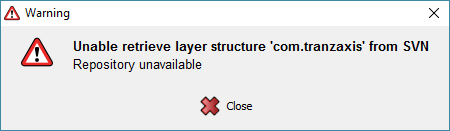 Warning
Unable retrieve layer structure 'com.tranzaxis' from SVN
Repository unavailable
Close